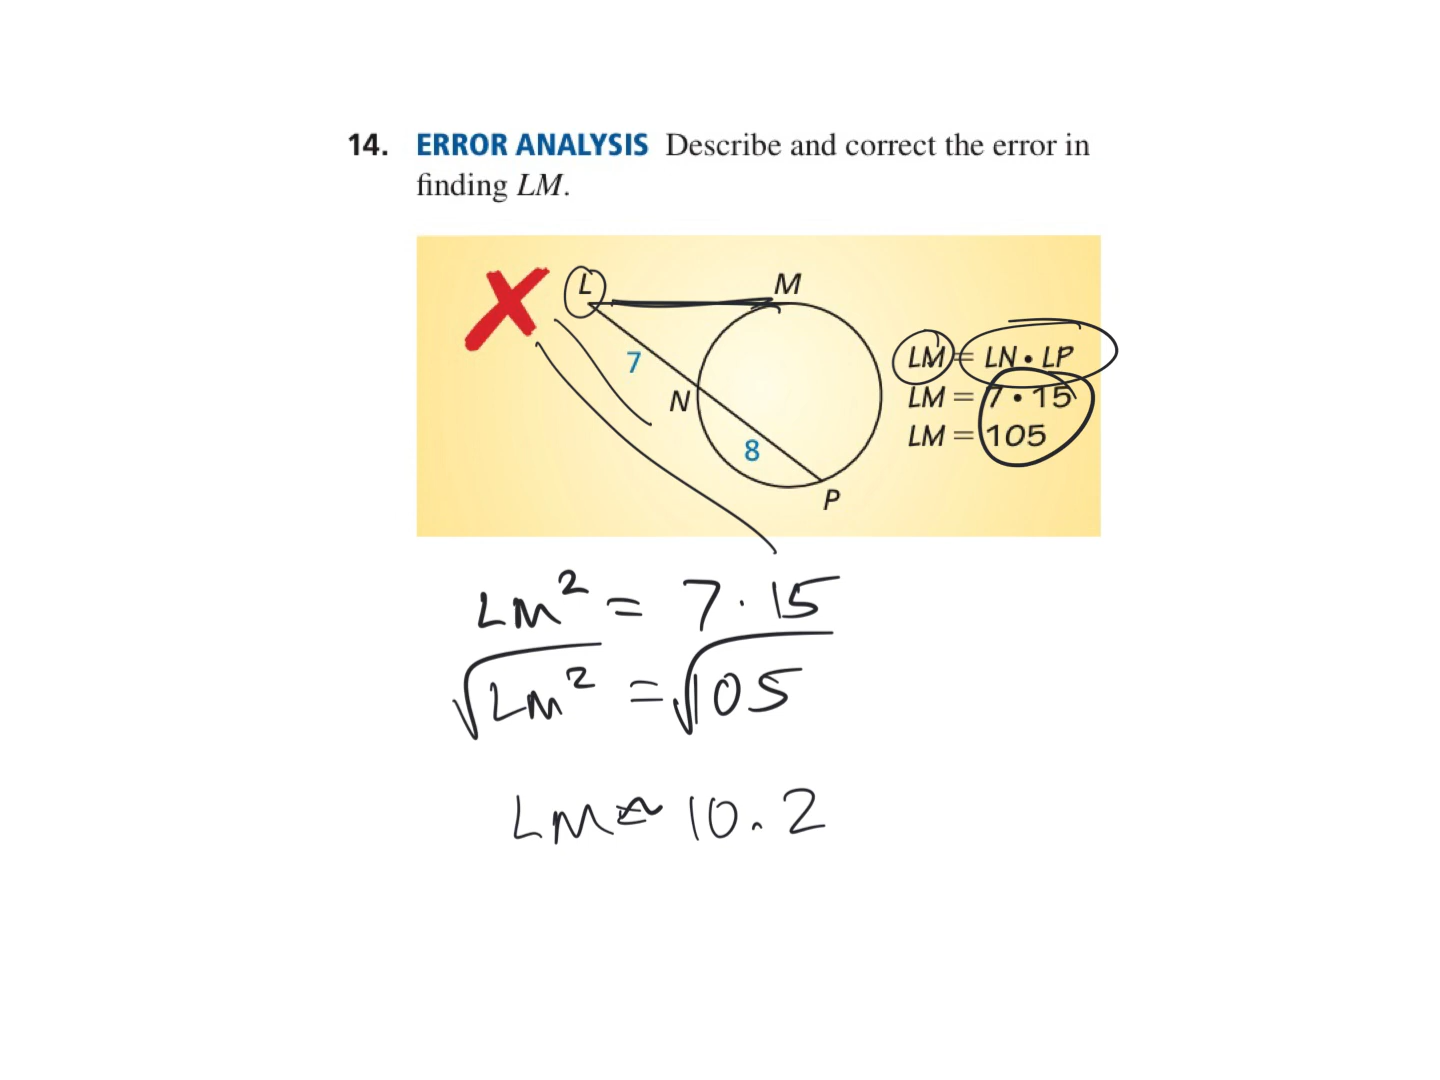 14. ERROR ANALYSIS Describe and correct the error in
finding LM.
L
M
7
N
8
P
LM = LN • LP
LM = 7 • 15
LM = 105
LM² = 7 · 15
√LM² = √105
LM ≈ 10.2